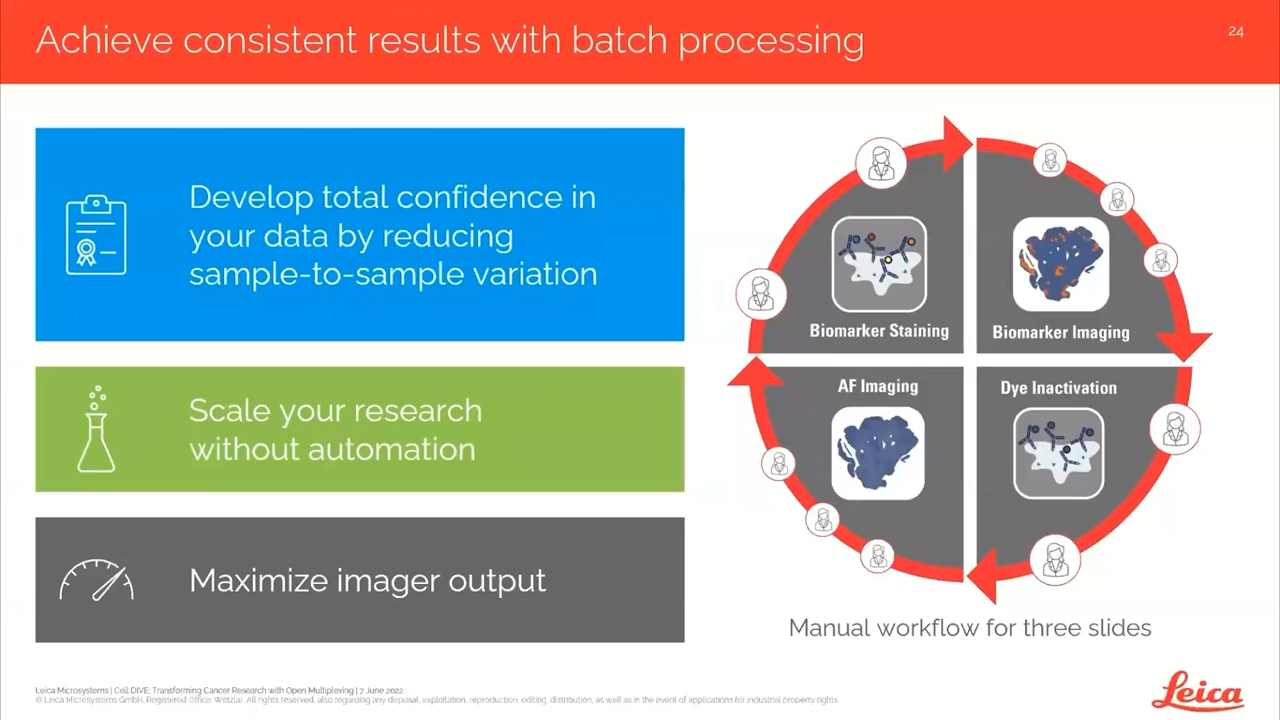 Achieve consistent results with batch processing
24
Develop total confidence in
your data by reducing
sample-to-sample variation
Scale your research
without automation
Maximize imager output
Biomarker Staining
Biomarker Imaging
AF Imaging
Dye Inactivation
Manual workflow for three slides
Leica Microsystems | Cell DIVE: Transforming Cancer Research with Open Multiplexing | 7 June 2022
© Leica Microsystems GmbH. Registered Office: Wetzlar. All rights reserved, also regarding any disposal, exploitation, reproduction, editing, distribution, as well as in the event of applications for industrial property rights.
Leica